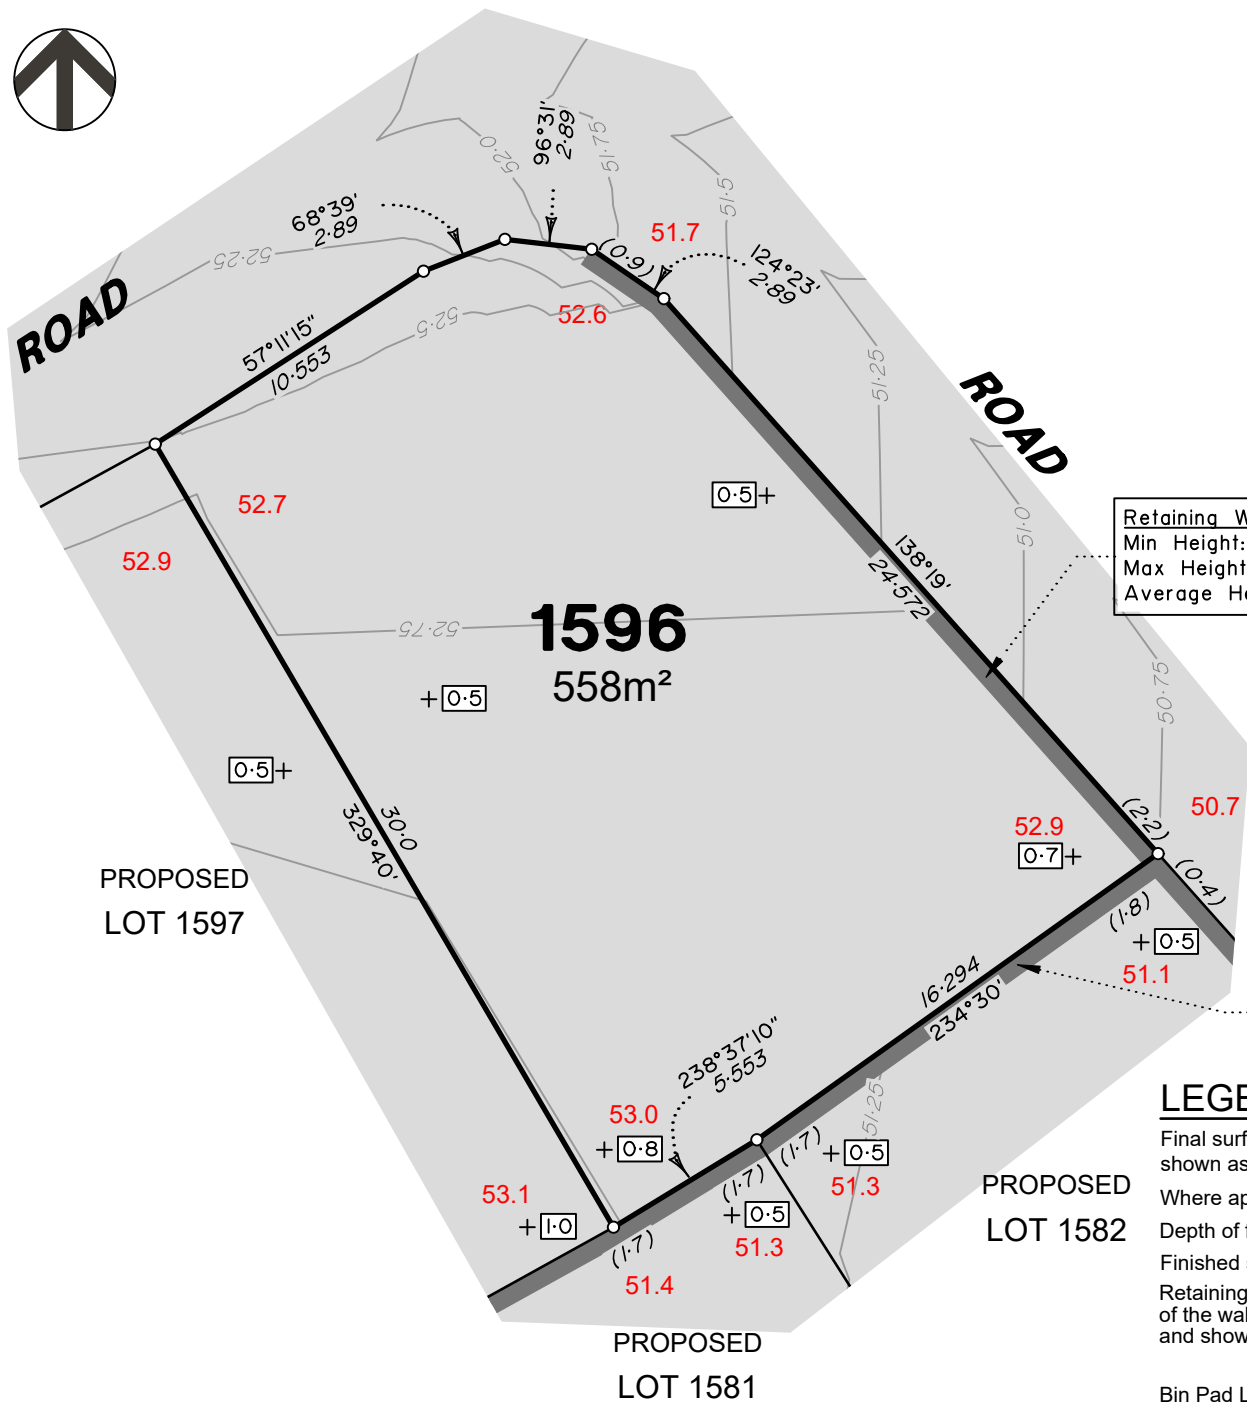 96°31'
2·89
68°39'
2·89
52·0
51·75
51·5
52·25
51.7
(0·9)
124°23'
2·89
ROAD
52.6
52·5
57°11'15"
10·553
51·25
ROAD
52.7
0·5
52.9
51·0
Retaining W
Min Height:
Max Height
Average He
138°19'
24·572
1596
558m²
52·75
0·5
50·75
0·5
30·0
329°40'
50.7
(2·2)
52.9
0·7
(0·4)
PROPOSED
LOT 1597
(1·8)
0·5
51.1
16·294
234°30'
238°37'10"
5·553
51·25
LEGE
53.0
0·8
Final surf
shown as
(1·7)
0·5
51.3
(1·7)
0·5
51.3
53.1
1·0
(1·7)
51.4
PROPOSED
LOT 1582
Where ap
Depth of f
Finished s
Retaining
of the wal
and show
PROPOSED
LOT 1581
Bin Pad L